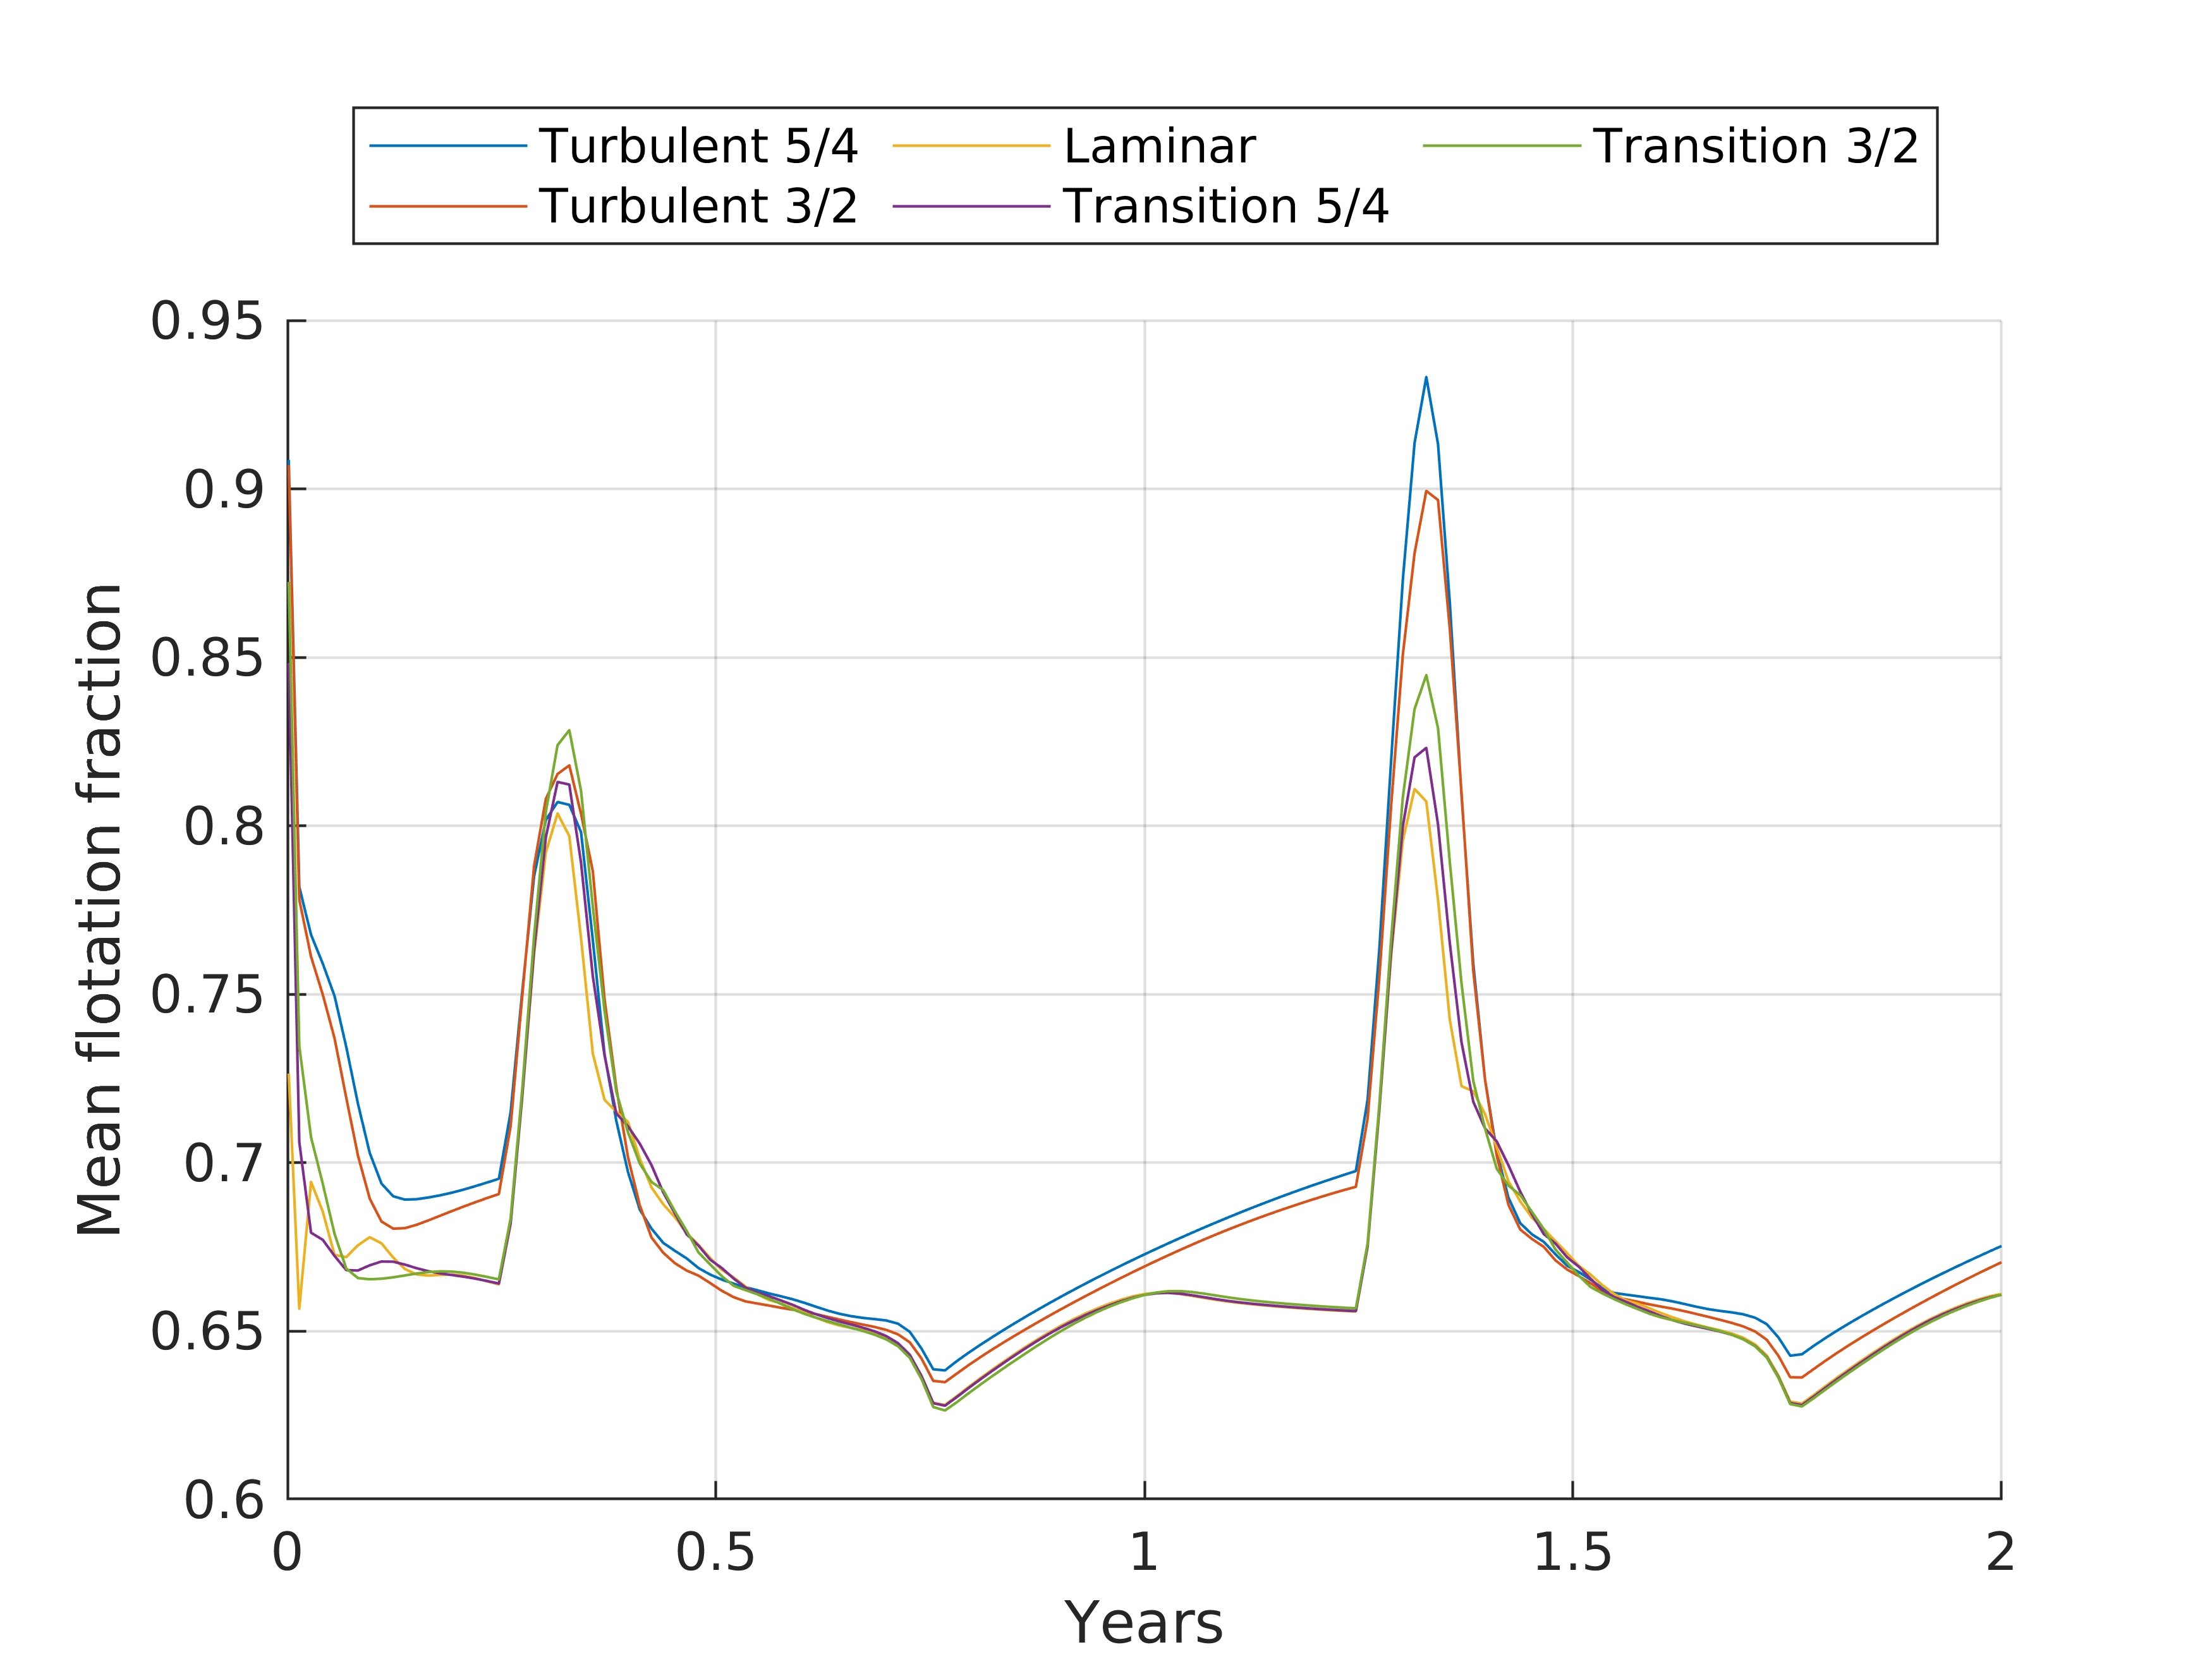 Turbulent 5/4 Laminar Transition 3/2
Turbulent 3/2 Transition 5/4
Mean flotation fraction
0.95
0.9
0.85
0.8
0.75
0.7
0.65
0.6
0 0.5 1 1.5 2
Years